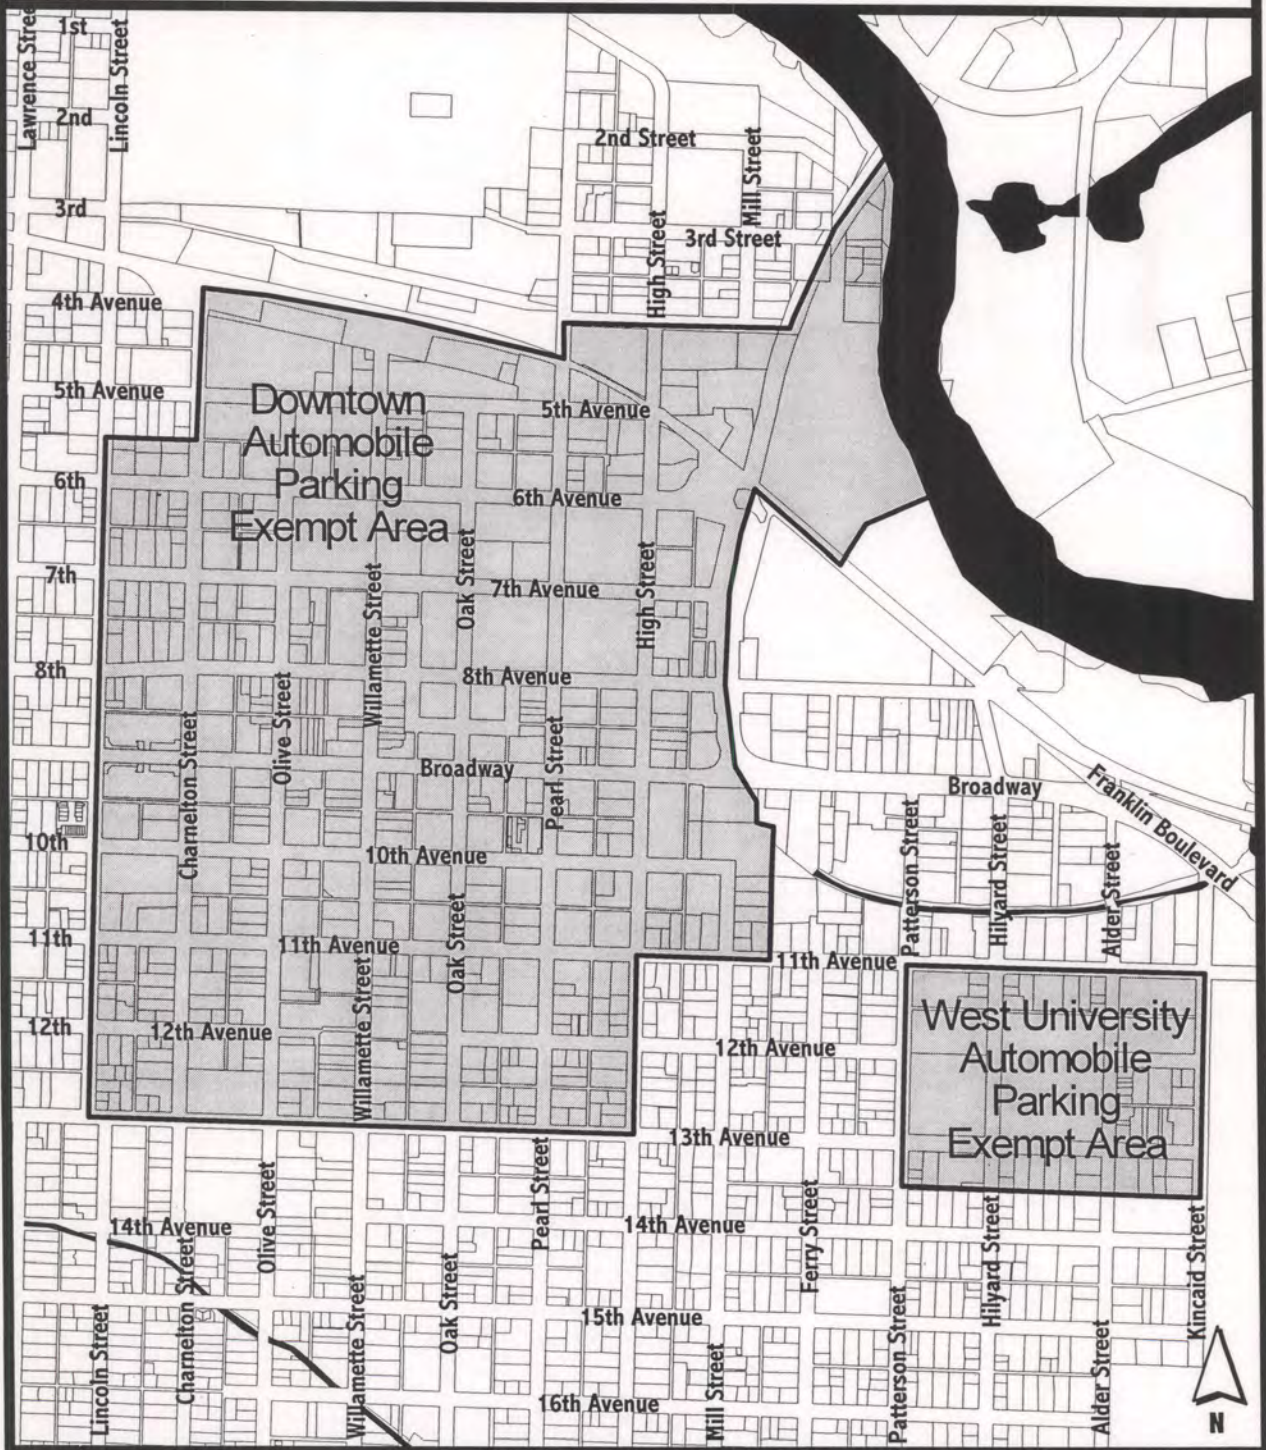 1st
Lawrence Stree
Lincoln Street
2nd
2nd Street
Mill Street
3rd
High Street
3rd Street
4th Avenue
5th Avenue
Downtown
Automobile
Parking
Exempt Area
5th Avenue
6th
6th Avenue
7th
Willamette Street
Oak Street
7th Avenue
High Street
8th
Olive Street
8th Avenue
Charnelton Street
Broadway
Pearl Street
Broadway
Franklin Boulevard
10th
10th Avenue
Patterson Street
Hilyard Street
Alder Street
11th
11th Avenue
Oak Street
11th Avenue
Willamette Street
12th
12th Avenue
12th Avenue
West University
Automobile
Parking
Exempt Area
13th Avenue
Olive Street
Pearl Street
14th Avenue
14th Avenue
Charnelton Street
Ferry Street
Hilyard Street
Kincaid Street
Lincoln Street
Willamette Street
Oak Street
15th Avenue
Patterson Street
Mill Street
Alder Street
16th Avenue
N